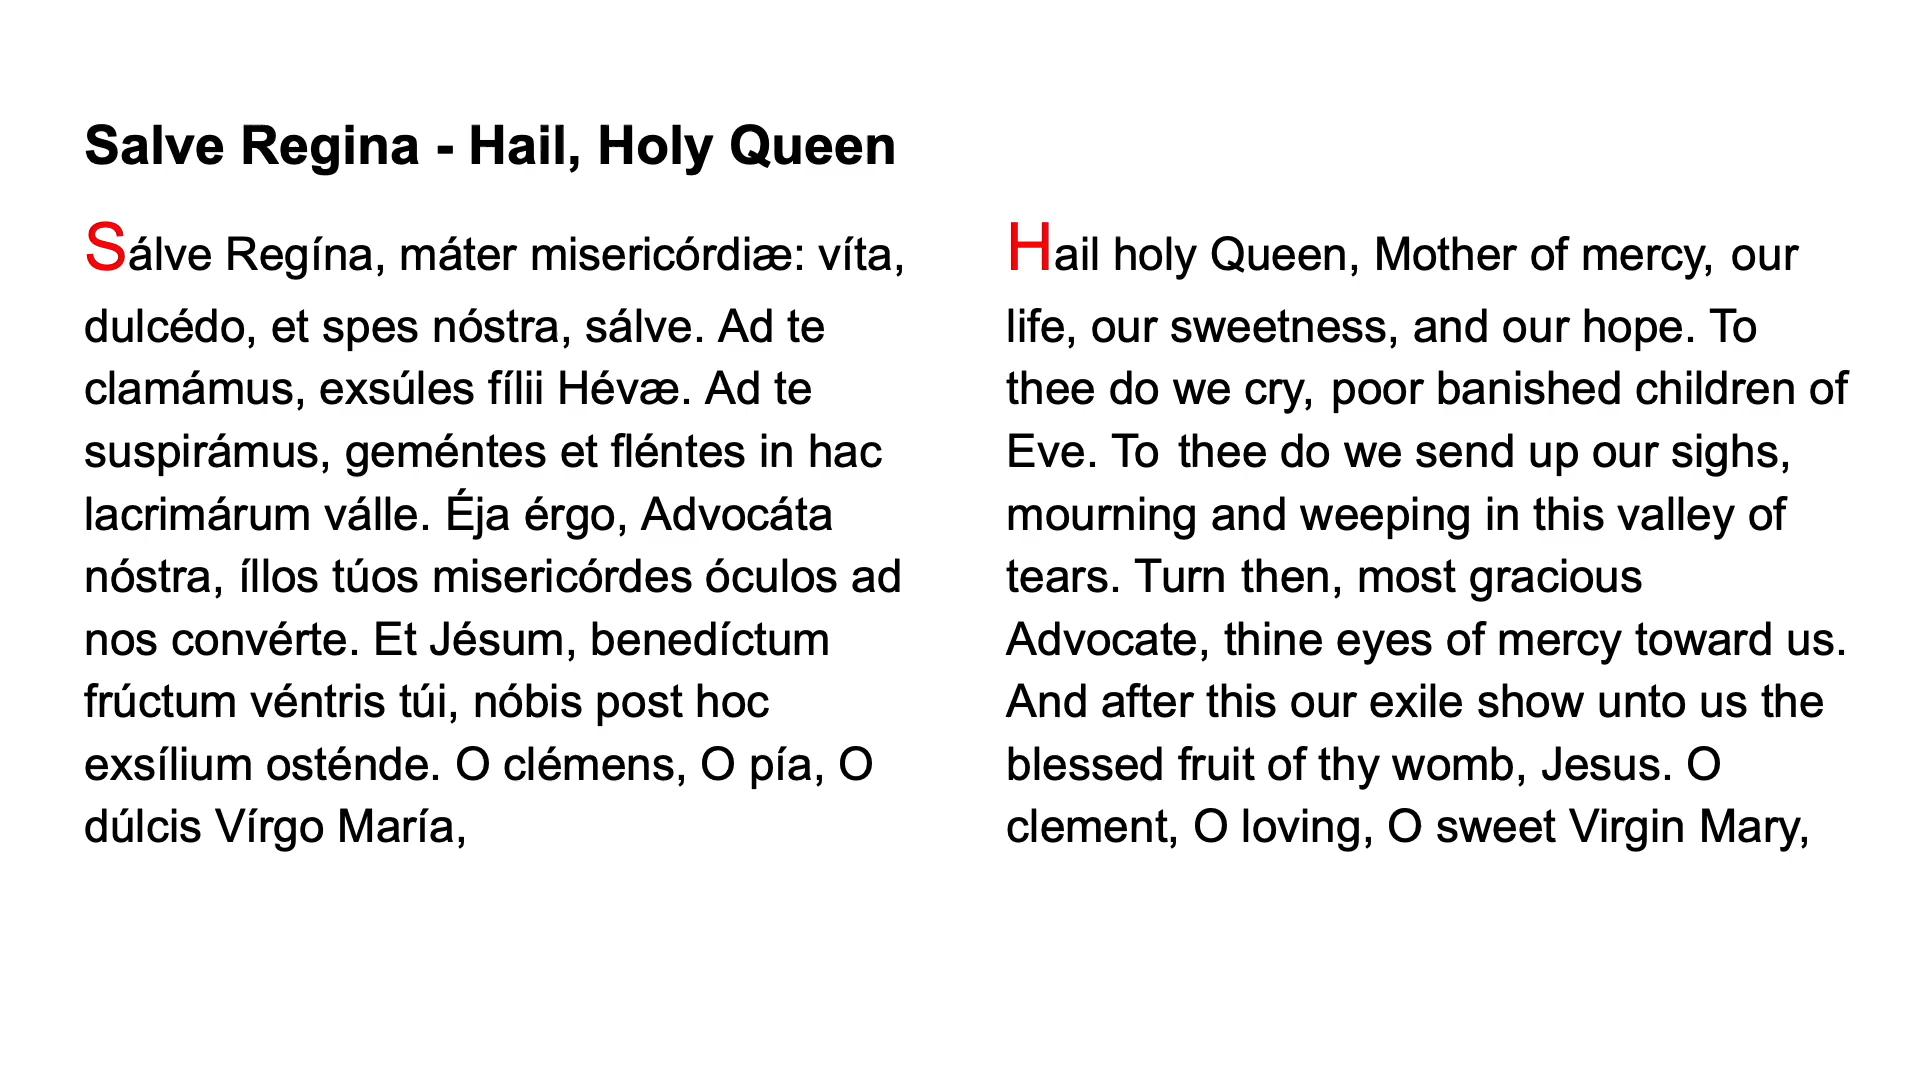 Salve Regina - Hail, Holy Queen
Sálve Regína, máter misericórdiæ: víta,
dulcédo, et spes nóstra, sálve. Ad te
clamámus, exsúles fílii Hévæ. Ad te
suspirámus, geméntes et fléntes in hac
lacrimárum válle. Éja érgo, Advocáta
nóstra, íllos túos misericórdes óculos ad
nos convérte. Et Jésum, benedíctum
frúctum véntris túi, nóbis post hoc
exsílium osténde. O clémens, O pía, O
dúlcis Vírgo María,
Hail holy Queen, Mother of mercy, our
life, our sweetness, and our hope. To
thee do we cry, poor banished children of
Eve. To thee do we send up our sighs,
mourning and weeping in this valley of
tears. Turn then, most gracious
Advocate, thine eyes of mercy toward us.
And after this our exile show unto us the
blessed fruit of thy womb, Jesus. O
clement, O loving, O sweet Virgin Mary,